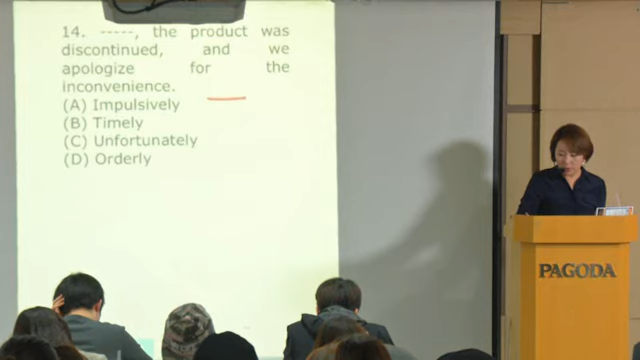 14. -----, the product was
discontinued, and we
apologize for the
inconvenience.
(A) Impulsively
(B) Timely
(C) Unfortunately
(D) Orderly
PAGODA